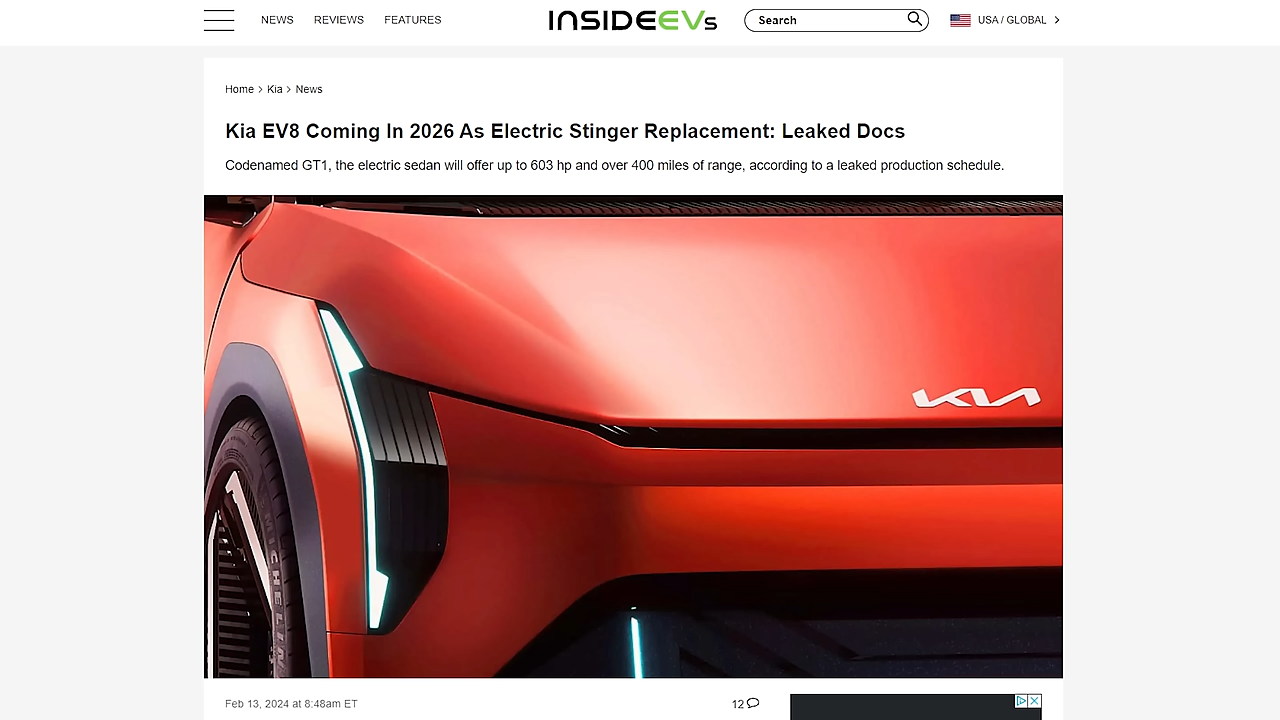 NEWS REVIEWS FEATURES INSIDEEVs Search USA / GLOBAL
Home > Kia > News
Kia EV8 Coming In 2026 As Electric Stinger Replacement: Leaked Docs
Codenamed GT1, the electric sedan will offer up to 603 hp and over 400 miles of range, according to a leaked production schedule.
KIA
MICHELIN
Feb 13, 2024 at 8:48am ET 12